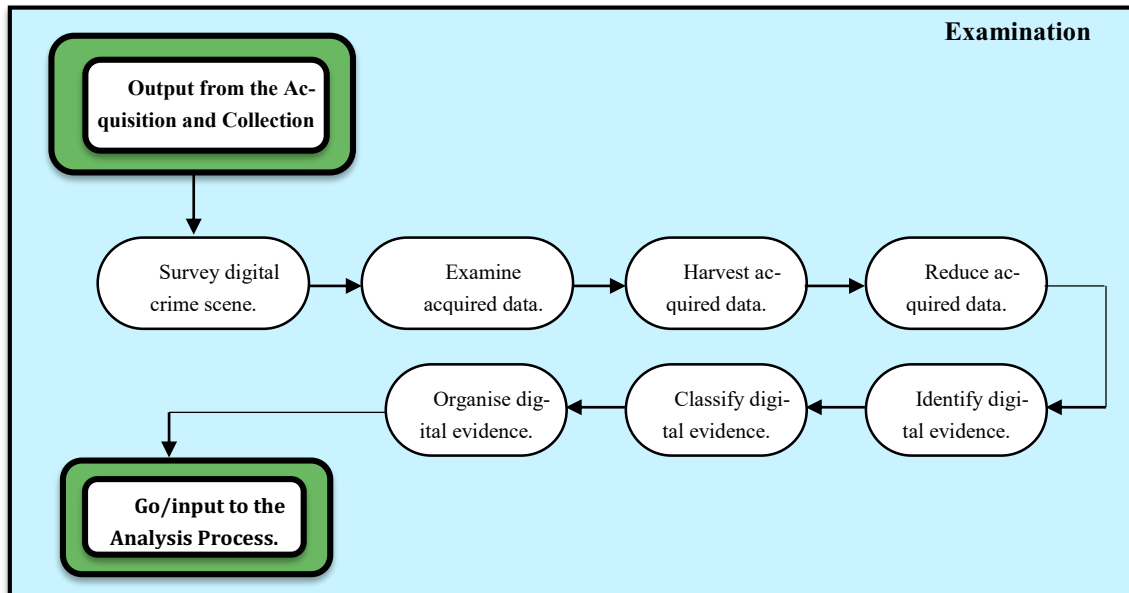 Examination
Output from the Ac-
quisition and Collection
Survey digital
crime scene.
Examine
acquired data.
Harvest ac-
quired data.
Reduce ac-
quired data.
Identify digi-
tal evidence.
Classify digi-
tal evidence.
Organise dig-
ital evidence.
Go/input to the
Analysis Process.